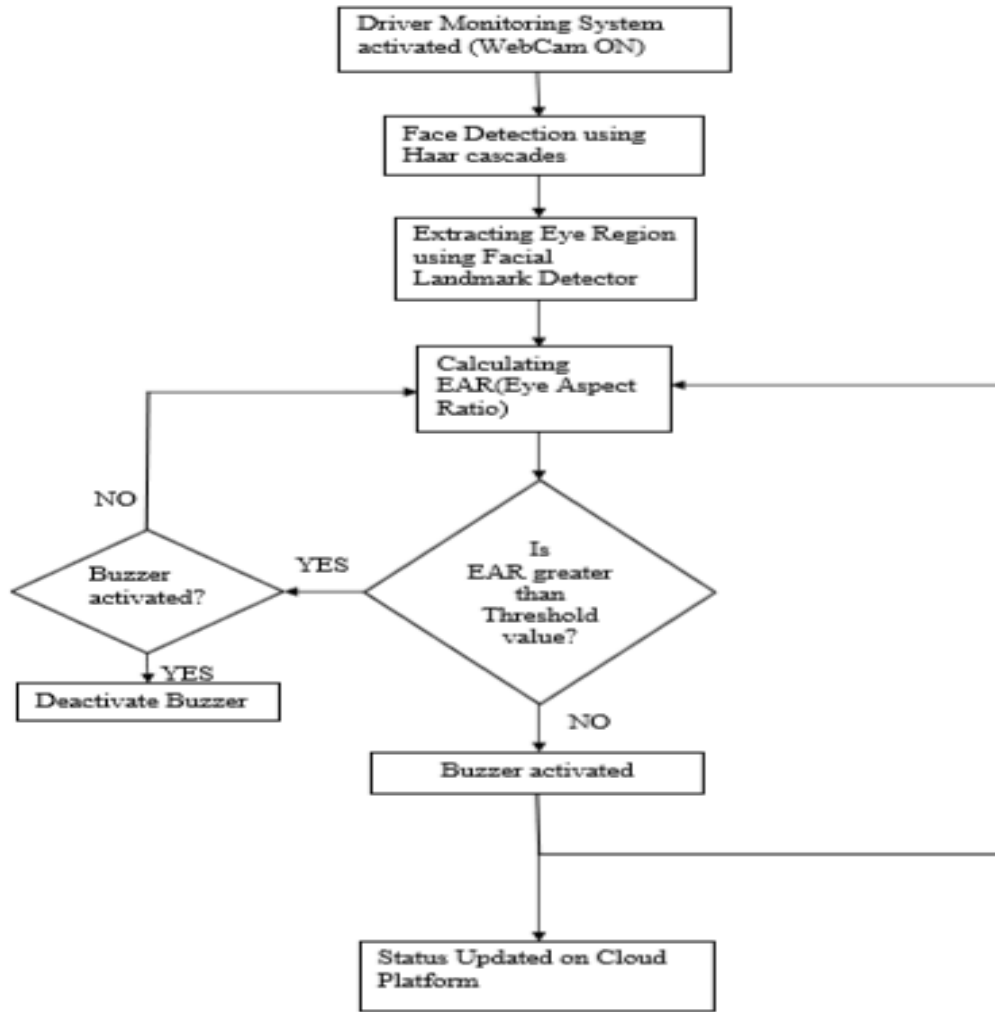 Driver Monitoring System
activated (WebCam ON)
Face Detection using
Haar cascades
Extracting Eye Region
using Facial
Landmark Detector
Calculating
EAR(Eye Aspect
Ratio)
NO
Is
EAR greater
than
Threshold
value?
YES
Buzzer
activated?
YES
Deactivate Buzzer
NO
Buzzer activated
Status Updated on Cloud
Platform